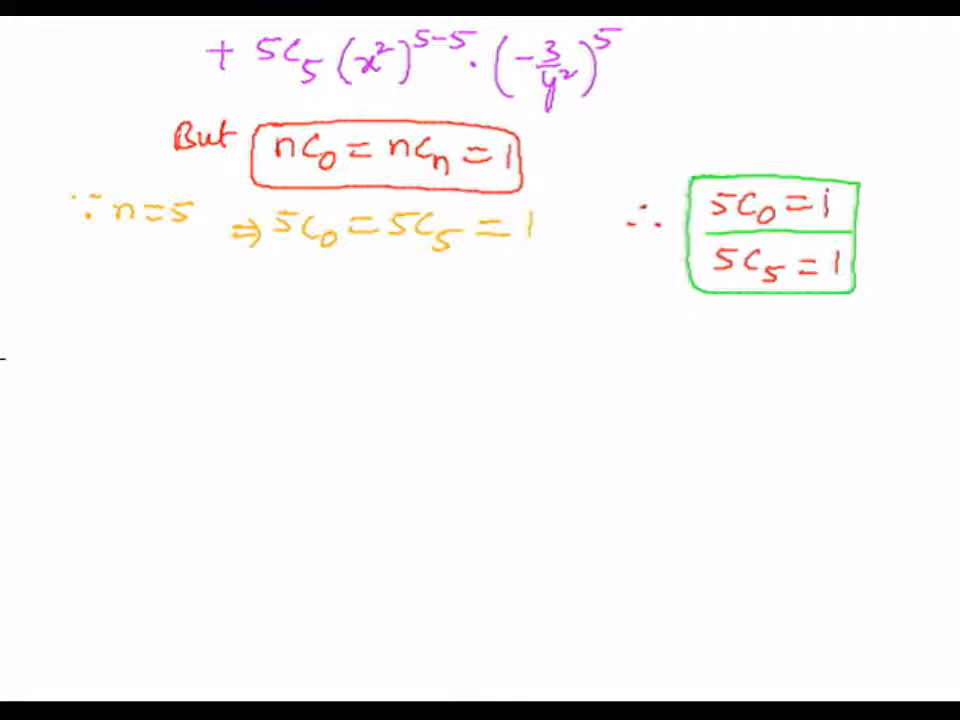 + 5C₅ (x²)⁵⁻⁵ · (-3/y²)⁵
But nC₀ = nCₙ = 1
∵ n = 5 ⇒ 5C₀ = 5C₅ = 1 ∴ 5C₀ = 1
5C₅ = 1